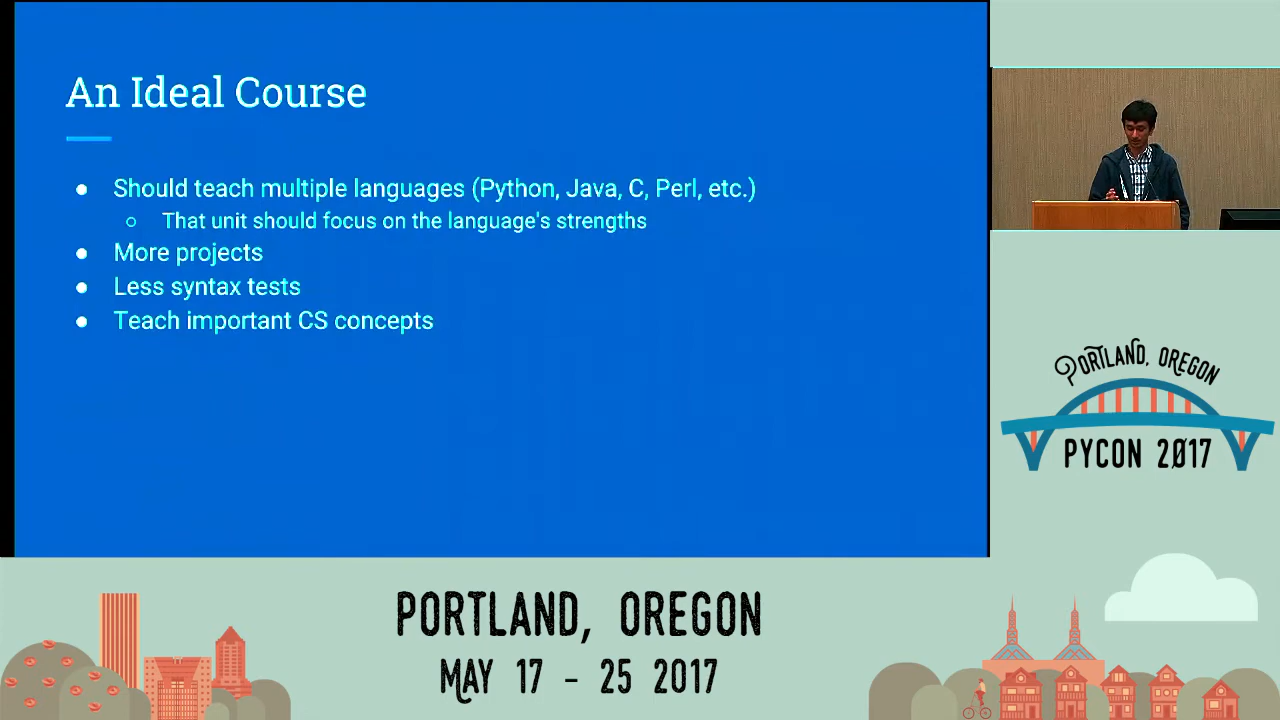 An Ideal Course
● Should teach multiple languages (Python, Java, C, Perl, etc.)
○ That unit should focus on the language's strengths
● More projects
● Less syntax tests
● Teach important CS concepts
PORTLAND, OREGON
PYCON 2017
PORTLAND, OREGON
MAY 17 - 25 2017